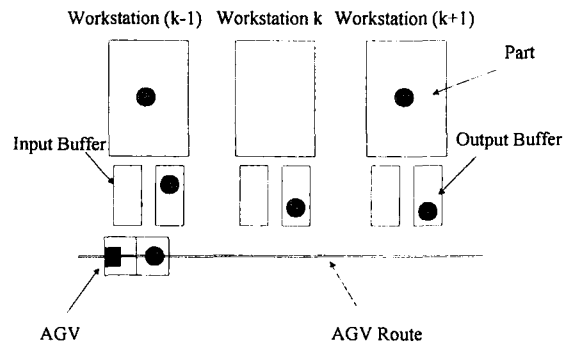 Workstation (k-1) Workstation k Workstation (k+1)
Part
Input Buffer
Output Buffer
AGV
AGV Route